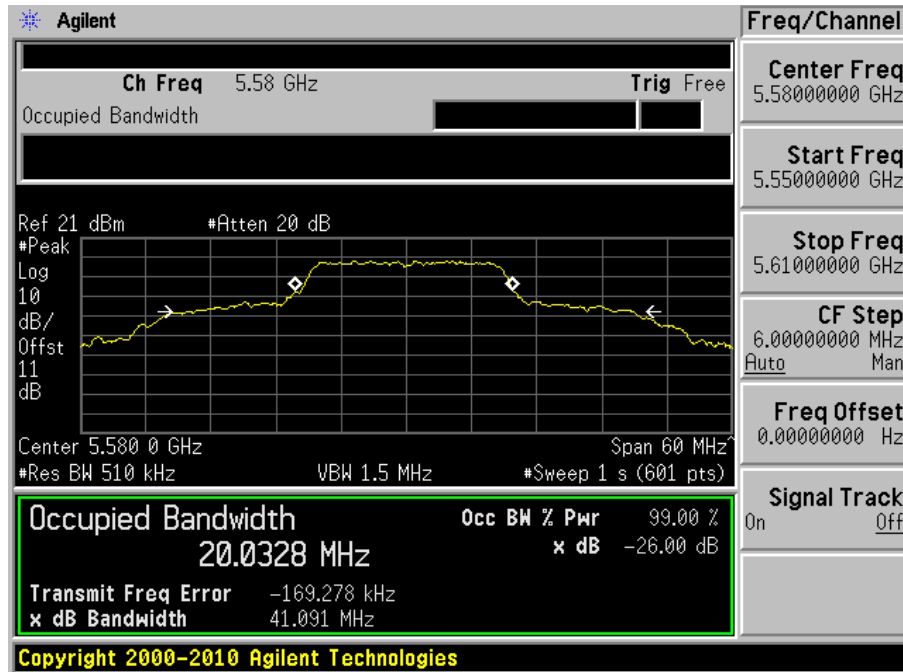 Agilent
Freq/Channel
Ch Freq 5.58 GHz Trig Free
Occupied Bandwidth
Center Freq
5.58000000 GHz
Start Freq
5.55000000 GHz
Stop Freq
5.61000000 GHz
CF Step
6.00000000 MHz
Auto Man
Freq Offset
0.00000000 Hz
Signal Track
On Off
Ref 21 dBm #Atten 20 dB
#Peak
Log
10
dB/
Offst
11
dB
Center 5.580 0 GHz Span 60 MHz^
#Res BW 510 kHz VBW 1.5 MHz #Sweep 1 s (601 pts)
Occupied Bandwidth
20.0328 MHz
Occ BW % Pwr 99.00 %
x dB -26.00 dB
Transmit Freq Error -169.278 kHz
x dB Bandwidth 41.091 MHz
Copyright 2000-2010 Agilent Technologies